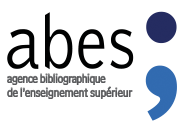 abes
agence bibliographique
de l'enseignement supérieur